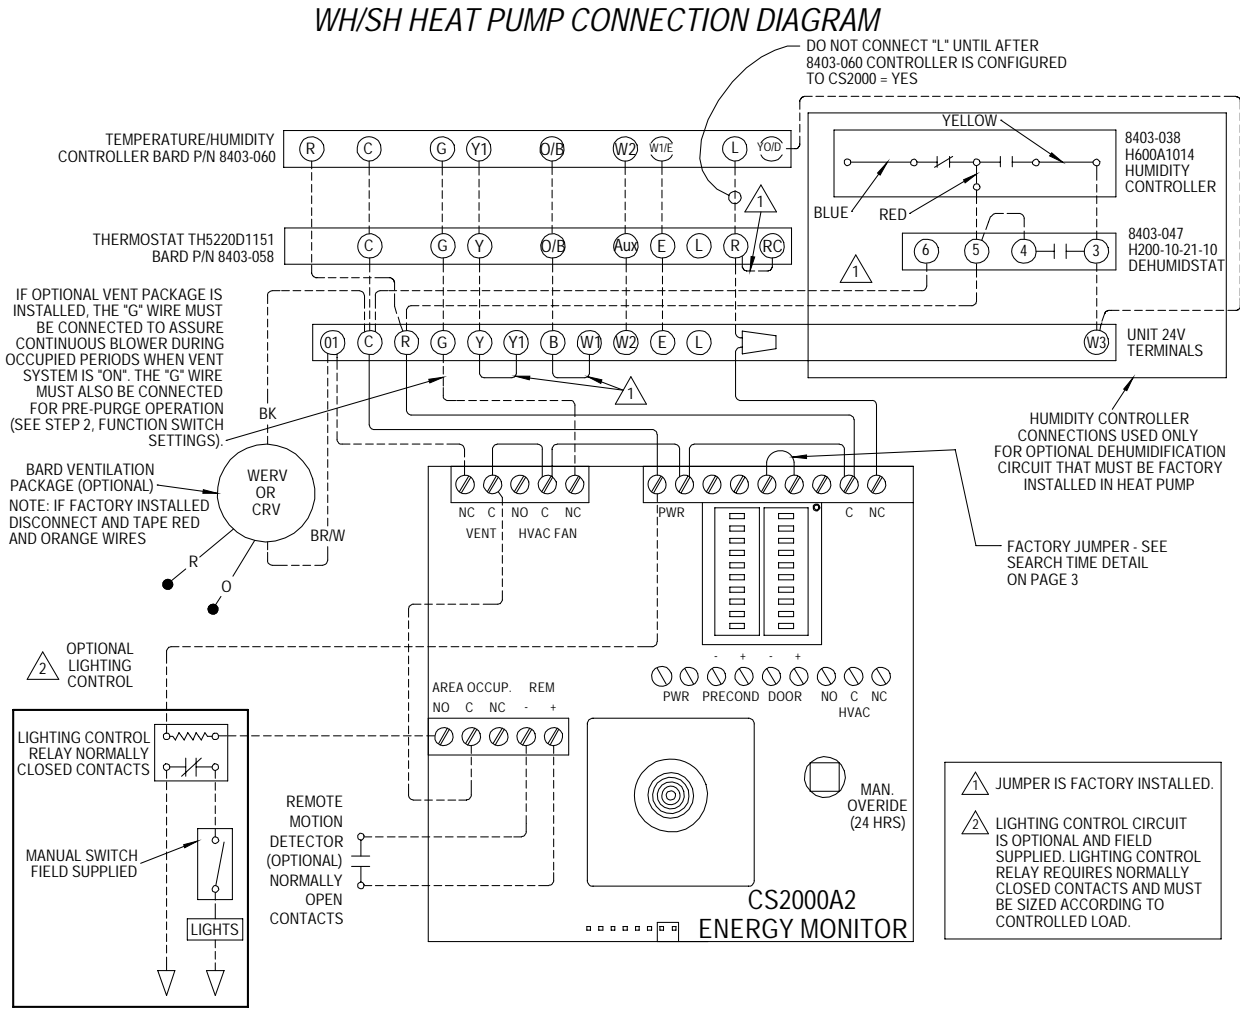 WH/SH HEAT PUMP CONNECTION DIAGRAM
DO NOT CONNECT "L" UNTIL AFTER
8403-060 CONTROLLER IS CONFIGURED
TO CS2000 = YES
TEMPERATURE/HUMIDITY
CONTROLLER BARD P/N 8403-060
R C G Y1 O/B W2 W1/E L YO/D
YELLOW
BLUE
RED
8403-038
H600A1014
HUMIDITY
CONTROLLER
1
THERMOSTAT TH5220D1151
BARD P/N 8403-058
C G Y O/B Aux E L R RC
1
6 5 4 3
8403-047
H200-10-21-10
DEHUMIDSTAT
IF OPTIONAL VENT PACKAGE IS
INSTALLED, THE "G" WIRE MUST
BE CONNECTED TO ASSURE
CONTINUOUS BLOWER DURING
OCCUPIED PERIODS WHEN VENT
SYSTEM IS "ON". THE "G" WIRE
MUST ALSO BE CONNECTED
FOR PRE-PURGE OPERATION
(SEE STEP 2, FUNCTION SWITCH
SETTINGS).
01 C R G Y Y1 B W1 W2 E L W3
UNIT 24V
TERMINALS
1
HUMIDITY CONTROLLER
CONNECTIONS USED ONLY
FOR OPTIONAL DEHUMIDIFICATION
CIRCUIT THAT MUST BE FACTORY
INSTALLED IN HEAT PUMP
BK
BARD VENTILATION
PACKAGE (OPTIONAL)
NOTE: IF FACTORY INSTALLED
DISCONNECT AND TAPE RED
AND ORANGE WIRES
WERV
OR
CRV
BR/W
R
O
NC C NO C NC
VENT HVAC FAN
PWR C NC
FACTORY JUMPER - SEE
SEARCH TIME DETAIL
ON PAGE 3
2
OPTIONAL
LIGHTING
CONTROL
- + - +
PWR PRECOND DOOR NO C NC
HVAC
AREA OCCUP. REM
NO C NC - +
LIGHTING CONTROL
RELAY NORMALLY
CLOSED CONTACTS
MANUAL SWITCH
FIELD SUPPLIED
LIGHTS
REMOTE
MOTION
DETECTOR
(OPTIONAL)
NORMALLY
OPEN
CONTACTS
MAN.
OVERIDE
(24 HRS)
CS2000A2
ENERGY MONITOR
1 JUMPER IS FACTORY INSTALLED.
2 LIGHTING CONTROL CIRCUIT
IS OPTIONAL AND FIELD
SUPPLIED. LIGHTING CONTROL
RELAY REQUIRES NORMALLY
CLOSED CONTACTS AND MUST
BE SIZED ACCORDING TO
CONTROLLED LOAD.